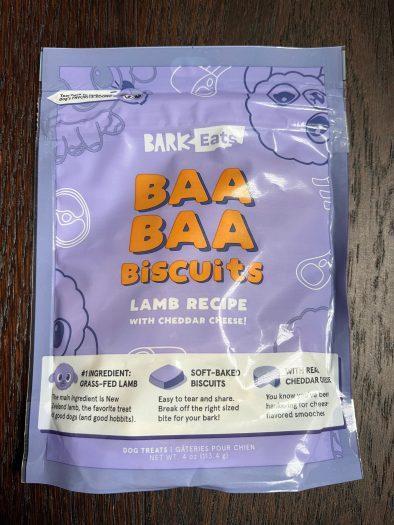 BARK Eats
BAA
BAA
BiScuits
LAMB RECIPE
WITH CHEDDAR CHEESE!
#1 INGREDIENT:
GRASS-FED LAMB
The main ingredient is New
Zealand lamb, the favorite treat
of good dogs (and good hobbits).
SOFT-BAKED
BISCUITS
Easy to tear and share.
Break off the right sized
bite for your bark!
WITH REAL
CHEDDAR
You know you've been
hankering for
flavored smooches
DOG TREATS | GÂTERIES POUR CHIEN
NET WT. 4 oz (113.4 g)